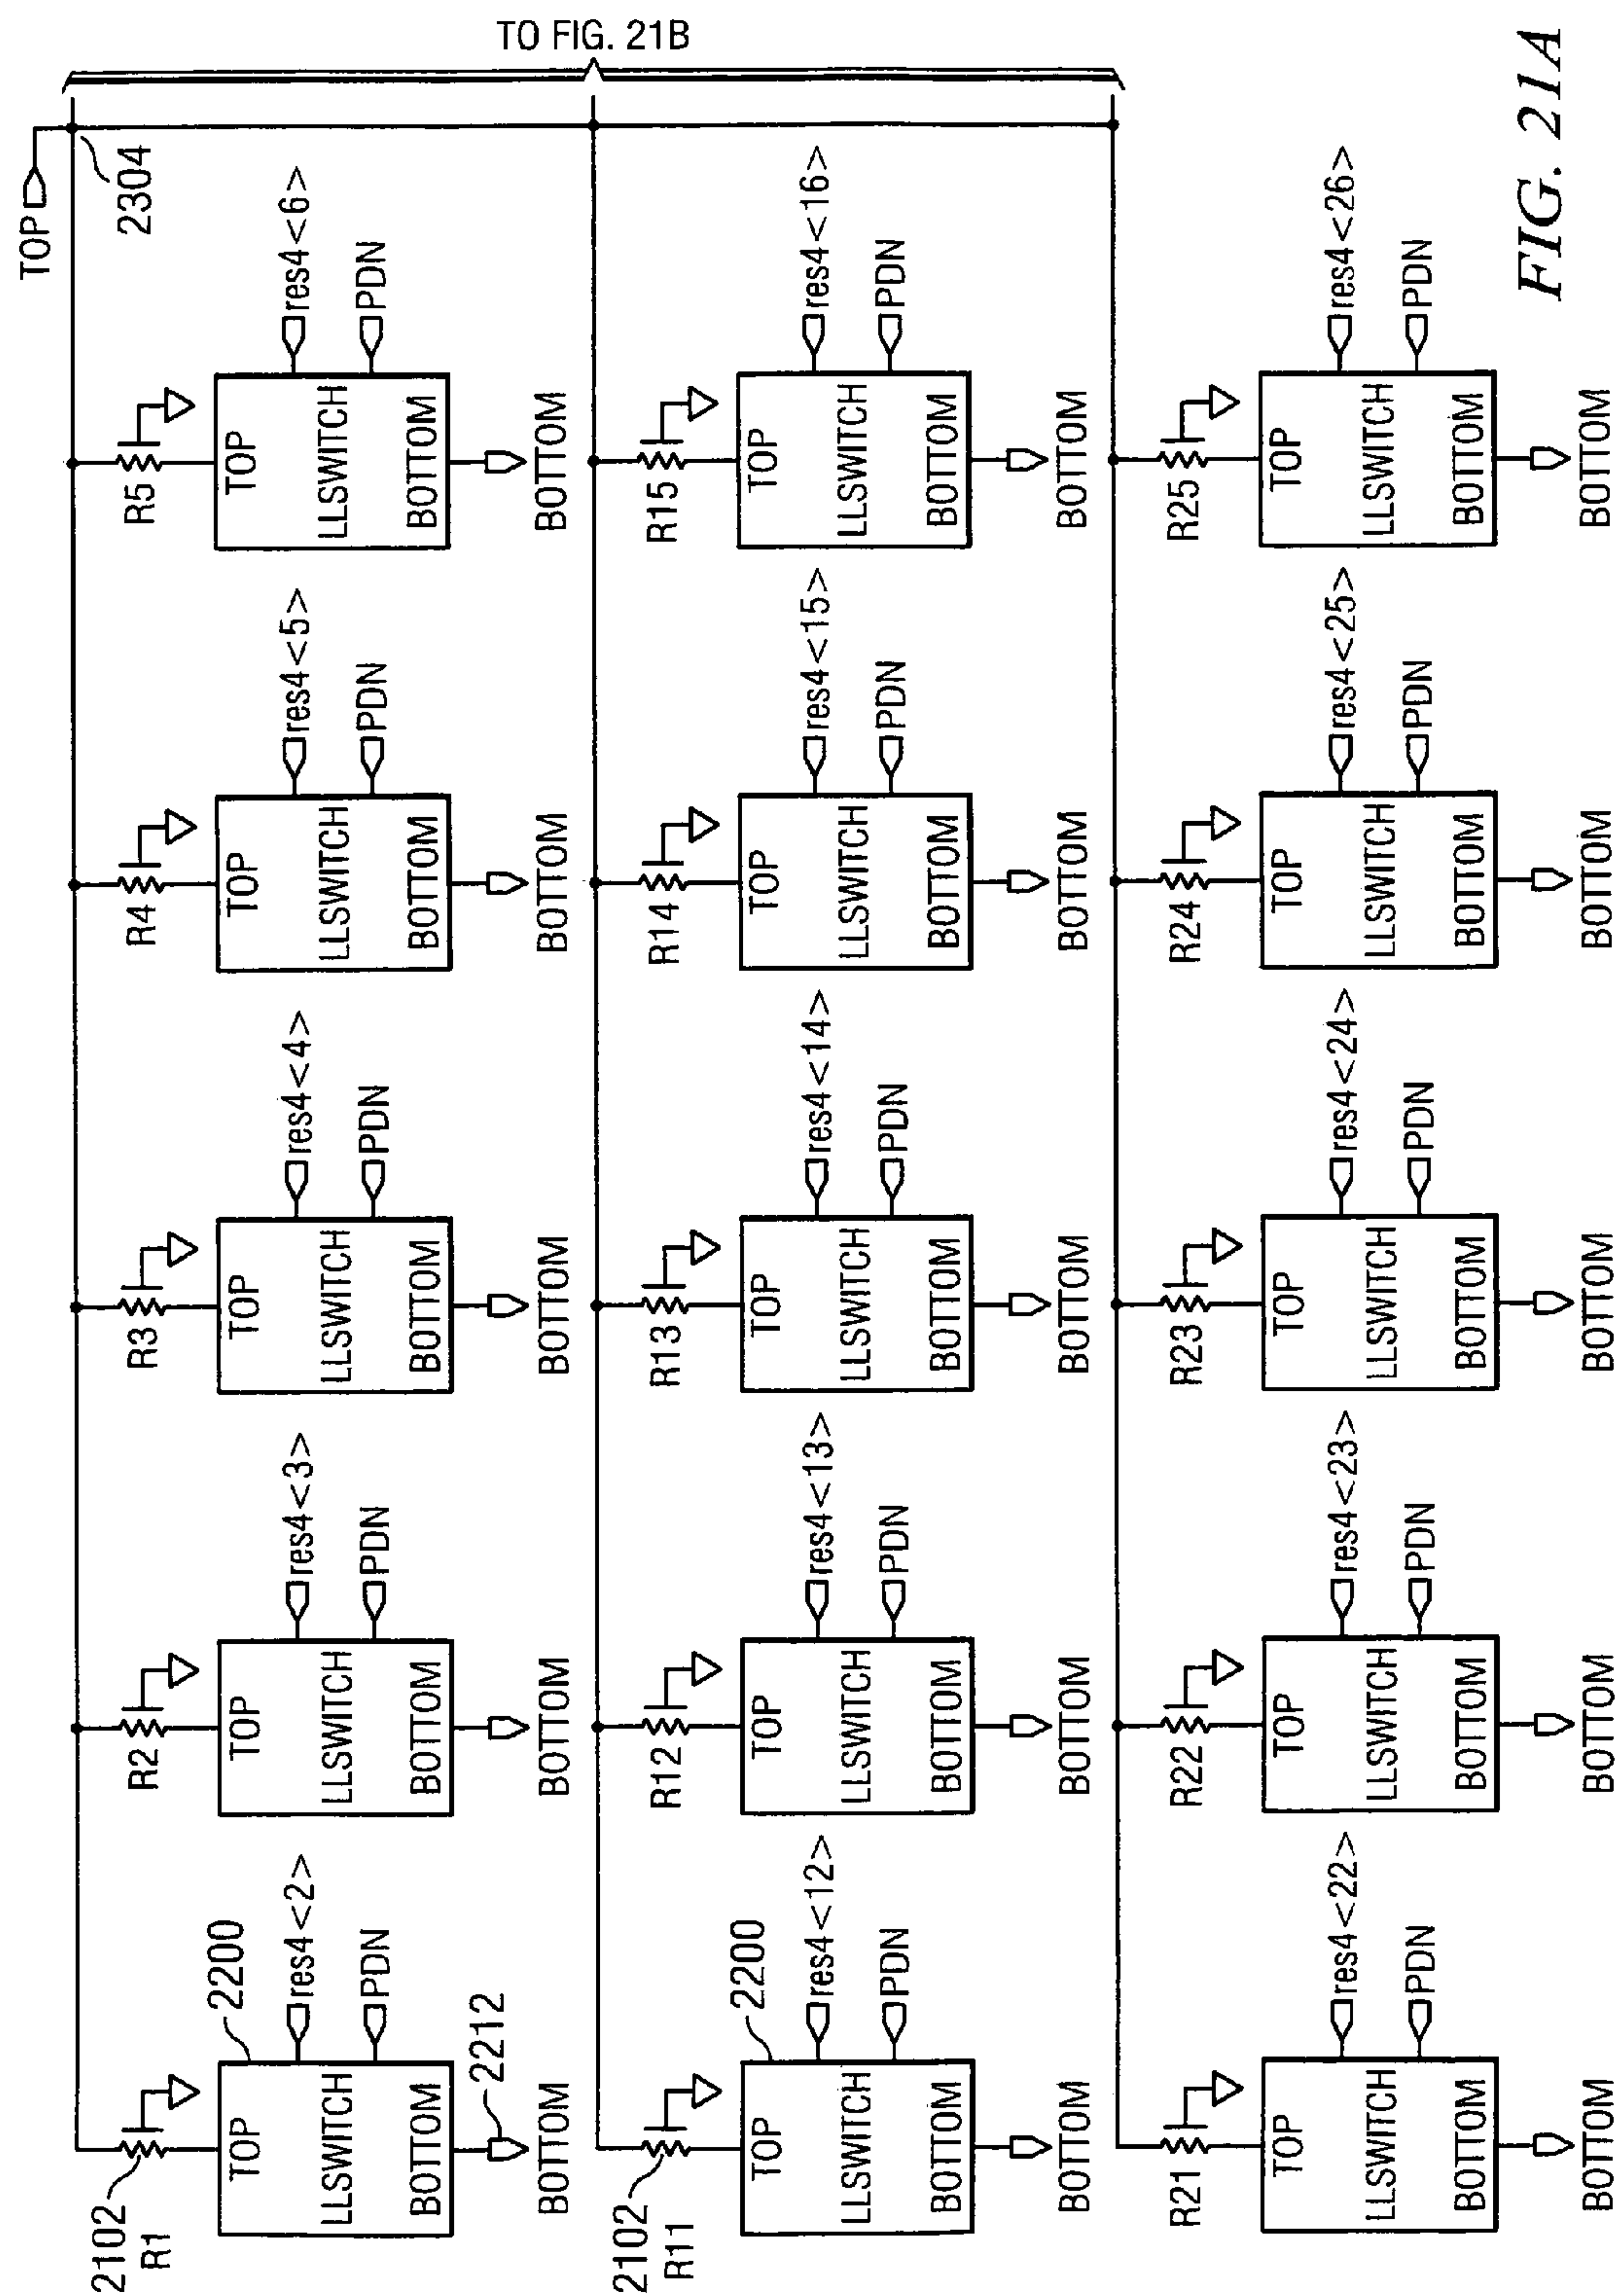 TO FIG. 21B
TOP
2304
2102
R1
R2
R3
R4
R5
2200
TOP
LLSWITCH
BOTTOM
res4<2>
PDN
TOP
LLSWITCH
BOTTOM
res4<3>
PDN
TOP
LLSWITCH
BOTTOM
res4<4>
PDN
TOP
LLSWITCH
BOTTOM
res4<5>
PDN
TOP
LLSWITCH
BOTTOM
res4<6>
PDN
2212
BOTTOM
BOTTOM
BOTTOM
BOTTOM
BOTTOM
2102
R11
R12
R13
R14
R15
2200
TOP
LLSWITCH
BOTTOM
res4<12>
PDN
TOP
LLSWITCH
BOTTOM
res4<13>
PDN
TOP
LLSWITCH
BOTTOM
res4<14>
PDN
TOP
LLSWITCH
BOTTOM
res4<15>
PDN
TOP
LLSWITCH
BOTTOM
res4<16>
PDN
BOTTOM
BOTTOM
BOTTOM
BOTTOM
BOTTOM
R21
R22
R23
R24
R25
TOP
LLSWITCH
BOTTOM
res4<22>
PDN
TOP
LLSWITCH
BOTTOM
res4<23>
PDN
TOP
LLSWITCH
BOTTOM
res4<24>
PDN
TOP
LLSWITCH
BOTTOM
res4<25>
PDN
TOP
LLSWITCH
BOTTOM
res4<26>
PDN
BOTTOM
BOTTOM
BOTTOM
BOTTOM
BOTTOM
FIG. 21A